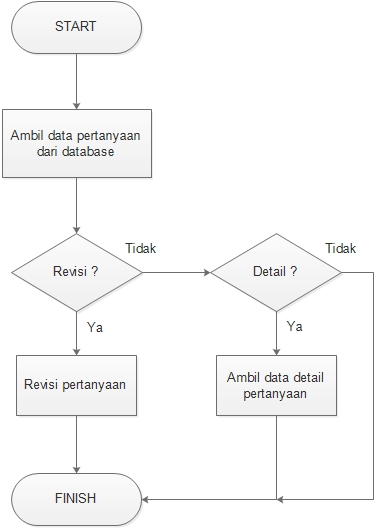 START
Ambil data pertanyaan
dari database
Revisi ?
Tidak
Detail ?
Tidak
Ya
Ya
Revisi pertanyaan
Ambil data detail
pertanyaan
FINISH